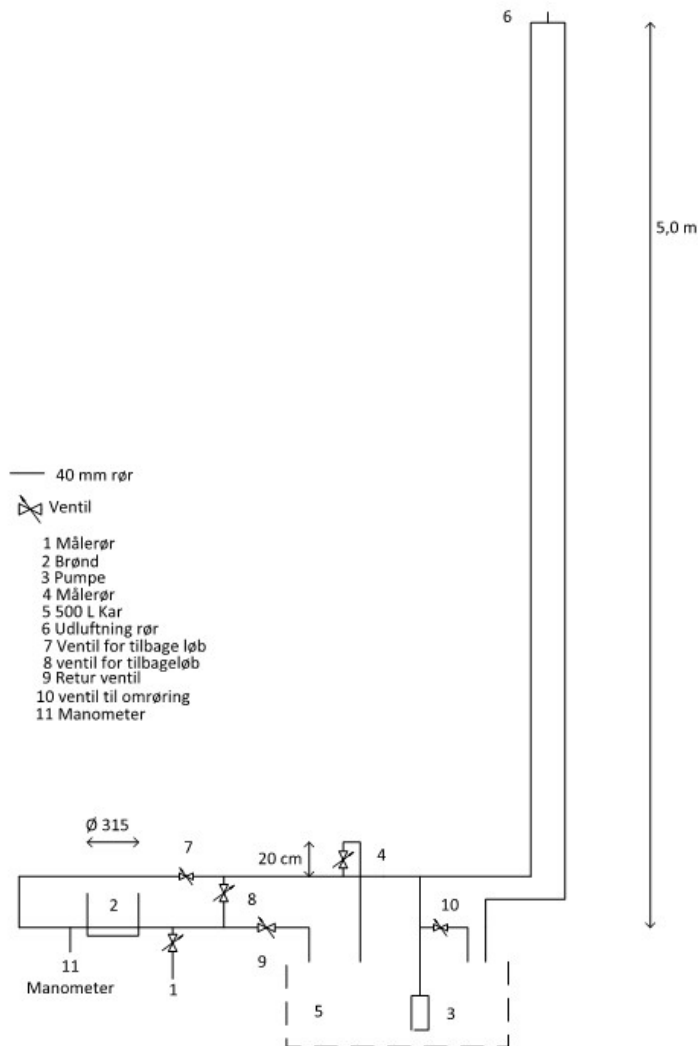 6
5,0 m
40 mm rør
Ventil
1 Målerør
2 Brønd
3 Pumpe
4 Målerør
5 500 L Kar
6 Udluftning rør
7 Ventil for tilbage løb
8 ventil for tilbageløb
9 Retur ventil
10 ventil til omrøring
11 Manometer
Ø 315
7
20 cm
4
2
8
10
11
Manometer
1
9
5
3